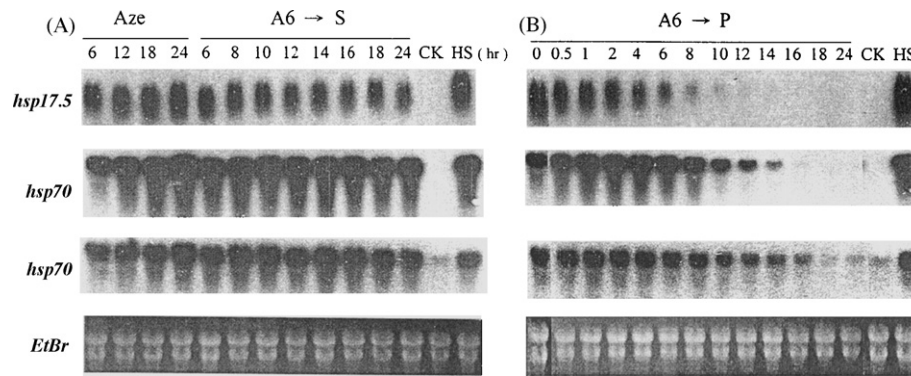 (A) Aze A6 → S
6 12 18 24 6 8 10 12 14 16 18 24 CK HS (hr)
hsp17.5
hsp70
hsp70
EtBr
(B) A6 → P
0 0.5 1 2 4 6 8 10 12 14 16 18 24 CK HS